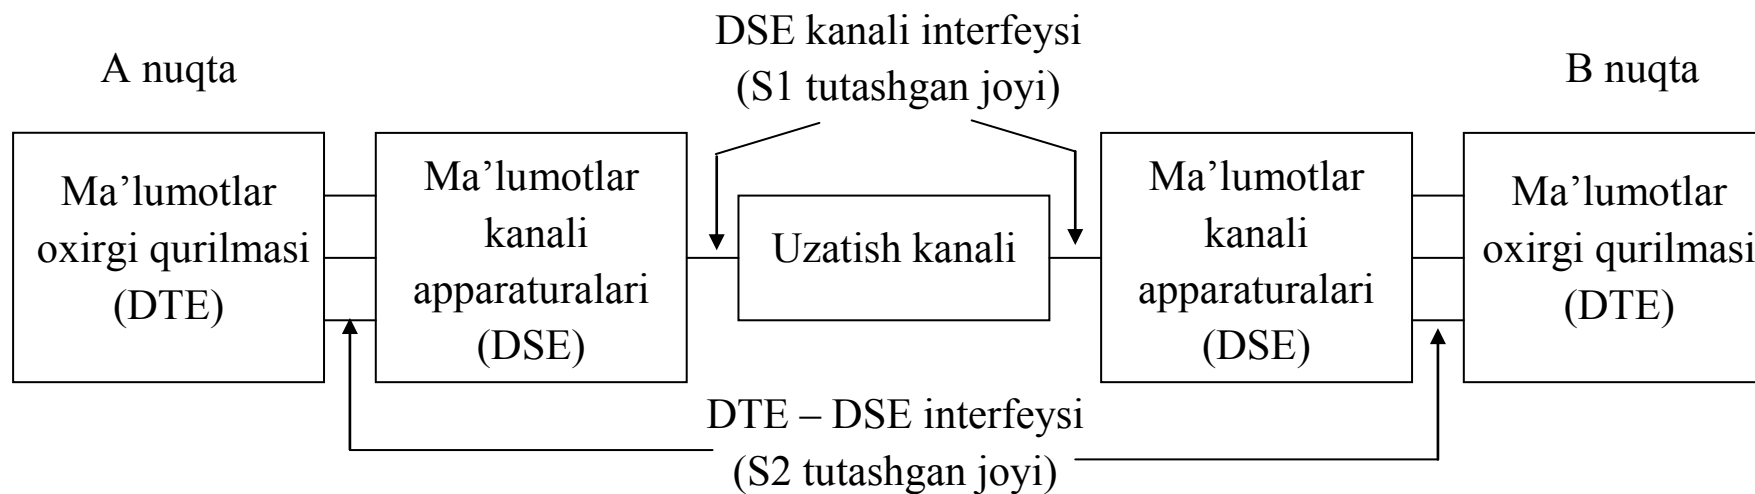 DSE kanali interfeysi
(S1 tutashgan joyi)
A nuqta
B nuqta
Ma’lumotlar
oxirgi qurilmasi
(DTE)
Ma’lumotlar
kanali
apparaturalari
(DSE)
Uzatish kanali
Ma’lumotlar
kanali
apparaturalari
(DSE)
Ma’lumotlar
oxirgi qurilmasi
(DTE)
DTE – DSE interfeysi
(S2 tutashgan joyi)